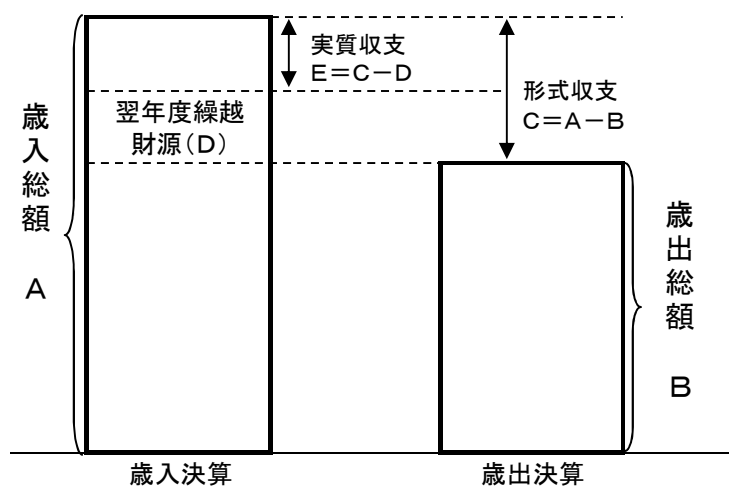 実質収支
E＝C－D
形式収支
C＝A－B
翌年度繰越
財源（D）
歳入総額 A
歳出総額 B
歳入決算
歳出決算